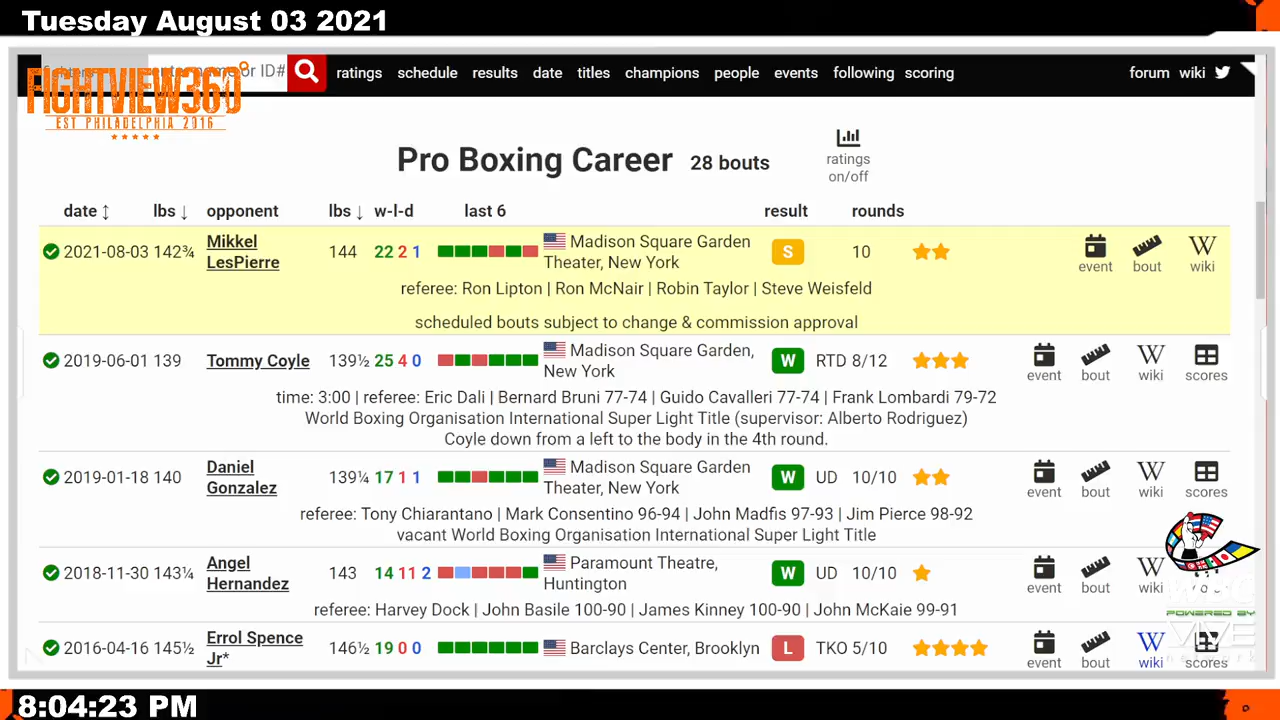 Tuesday August 03 2021
or ID#
ratings schedule results date titles champions people events following scoring forum wiki
FIGHTVIEW360°
EST PHILADELPHIA 2016
Pro Boxing Career 28 bouts
ratings
on/off
date ↕ lbs ↓ opponent lbs ↓ w-l-d last 6 result rounds
2021-08-03 142¾ Mikkel LesPierre 144 22 2 1 Madison Square Garden Theater, New York S 10 event bout wiki
referee: Ron Lipton | Ron McNair | Robin Taylor | Steve Weisfeld
scheduled bouts subject to change & commission approval
2019-06-01 139 Tommy Coyle 139½ 25 4 0 Madison Square Garden, New York W RTD 8/12 event bout wiki scores
time: 3:00 | referee: Eric Dali | Bernard Bruni 77-74 | Guido Cavalleri 77-74 | Frank Lombardi 79-72
World Boxing Organisation International Super Light Title (supervisor: Alberto Rodriguez)
Coyle down from a left to the body in the 4th round.
2019-01-18 140 Daniel Gonzalez 139¼ 17 1 1 Madison Square Garden Theater, New York W UD 10/10 event bout wiki scores
referee: Tony Chiarantano | Mark Consentino 96-94 | John Madfis 97-93 | Jim Pierce 98-92
vacant World Boxing Organisation International Super Light Title
2018-11-30 143¼ Angel Hernandez 143 14 11 2 Paramount Theatre, Huntington W UD 10/10 event bout wiki
referee: Harvey Dock | John Basile 100-90 | James Kinney 100-90 | John McKaie 99-91
POWERED BY
2016-04-16 145½ Errol Spence Jr* 146½ 19 0 0 Barclays Center, Brooklyn L TKO 5/10 event bout wiki scores
8:04:23 PM